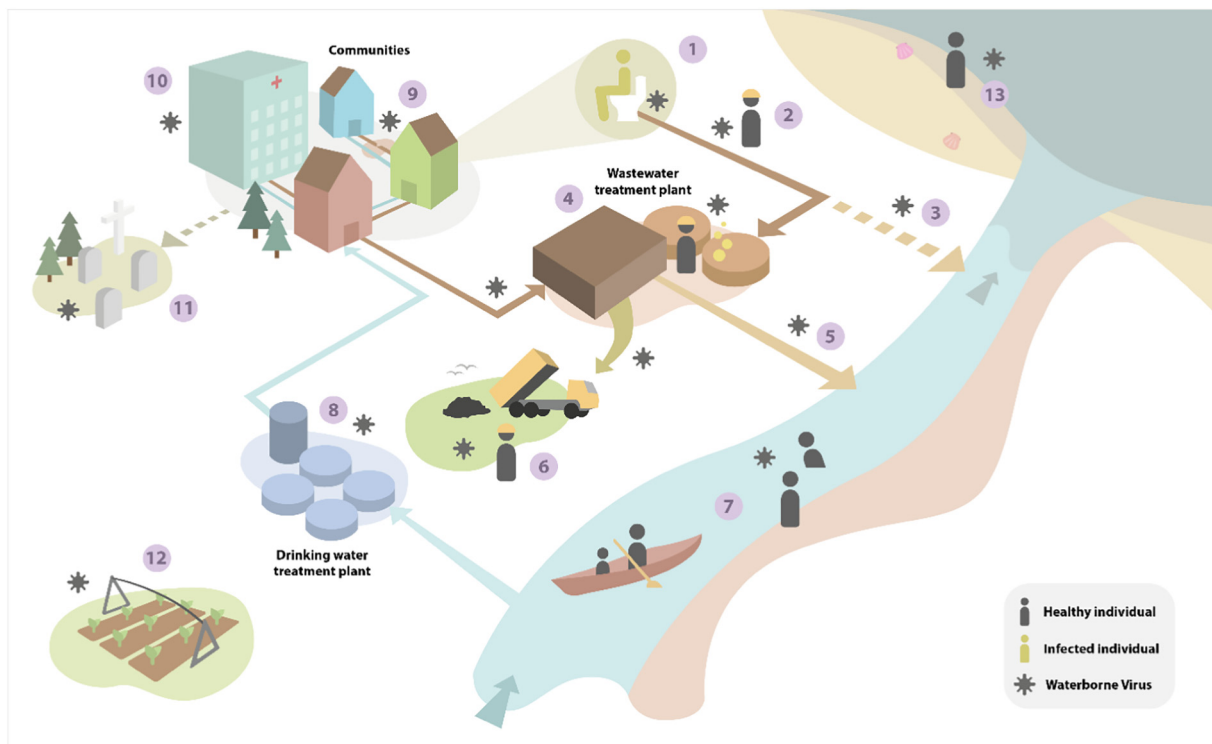 Communities
1
10
9
2
13
Wastewater
treatment plant
4
3
11
5
8
6
7
Drinking water
treatment plant
12
Healthy individual
Infected individual
Waterborne Virus